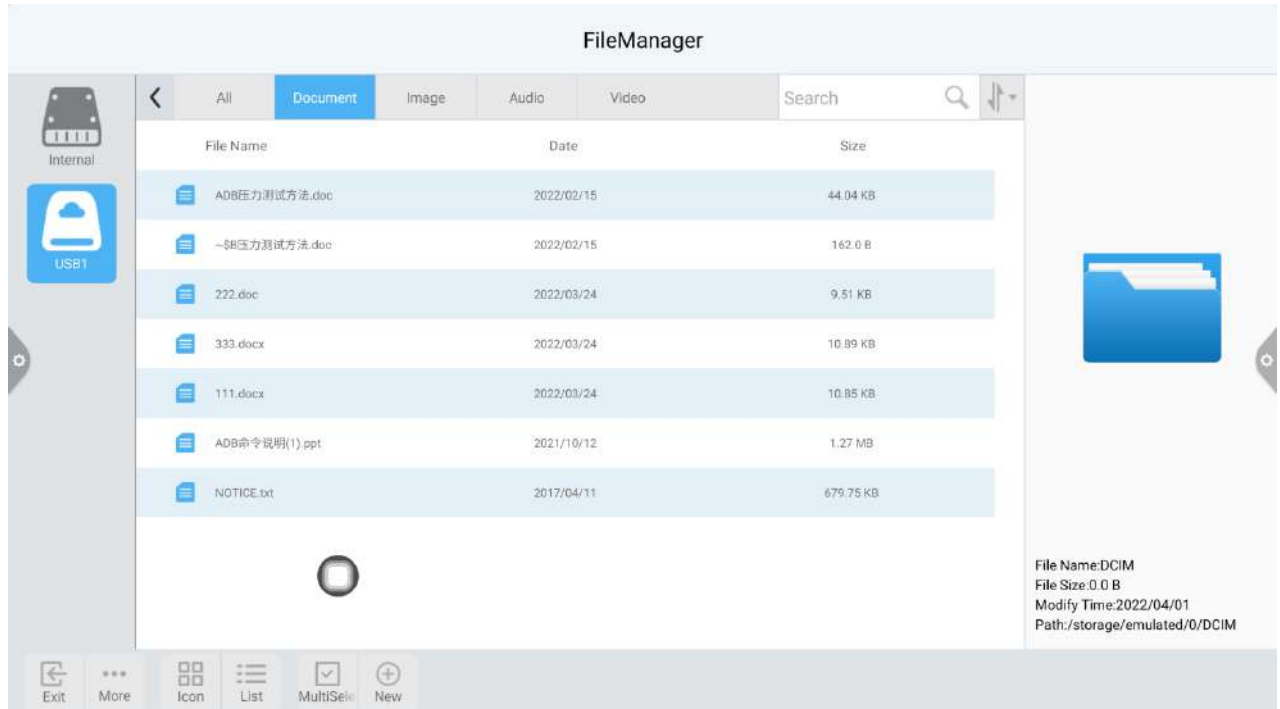 FileManager
Internal
USB1
All Document Image Audio Video Search
File Name Date Size
ADB压力测试方法.doc 2022/02/15 44.04 KB
~$B压力测试方法.doc 2022/02/15 162.0 B
222.doc 2022/03/24 9.51 KB
333.docx 2022/03/24 10.89 KB
111.docx 2022/03/24 10.85 KB
ADB命令说明(1).ppt 2021/10/12 1.27 MB
NOTICE.txt 2017/04/11 679.75 KB
File Name:DCIM
File Size:0.0 B
Modify Time:2022/04/01
Path:/storage/emulated/0/DCIM
Exit More Icon List MultiSele New